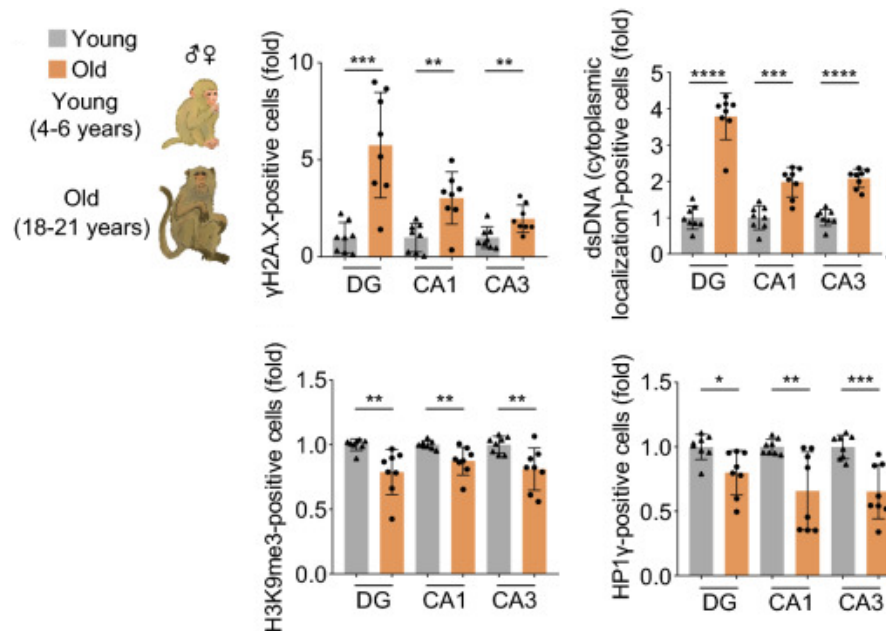 Young
Old
♂♀
Young
(4-6 years)
Old
(18-21 years)
γH2A.X-positive cells (fold)
10
5
0
***
**
**
DG
CA1
CA3
dsDNA (cytoplasmic
localization)-positive cells (fold)
5
4
3
2
1
0
****
***
****
DG
CA1
CA3
H3K9me3-positive cells (fold)
1.5
1.0
0.5
0.0
**
**
**
DG
CA1
CA3
HP1γ-positive cells (fold)
1.5
1.0
0.5
0.0
*
**
***
DG
CA1
CA3